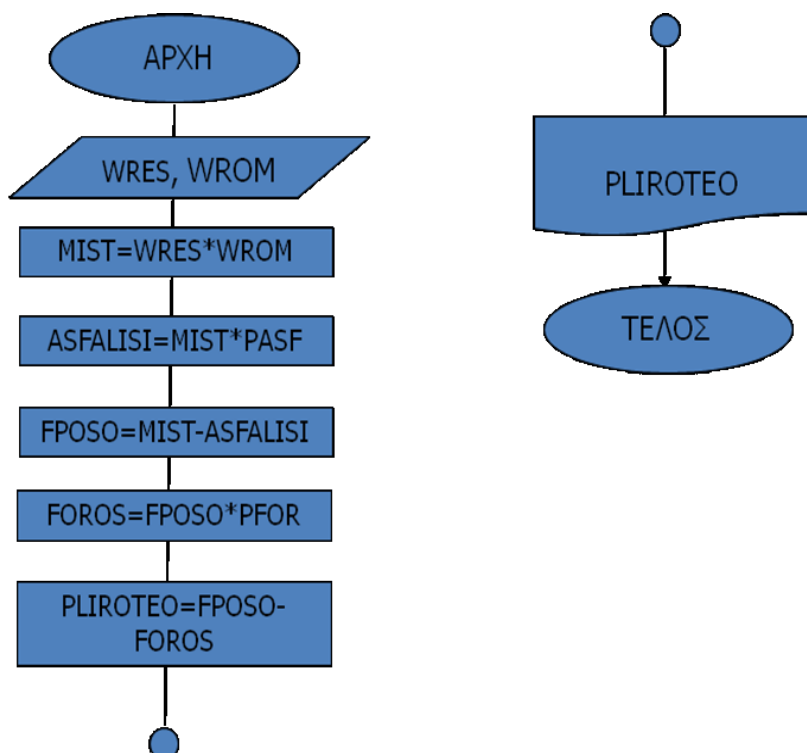 ΑΡΧΗ
WRES, WROM
MIST=WRES*WROM
ASFALISI=MIST*PASF
FPOSO=MIST-ASFALISI
FOROS=FPOSO*PFOR
PLIROTEO=FPOSO-
FOROS
PLIROTEO
ΤΕΛΟΣ